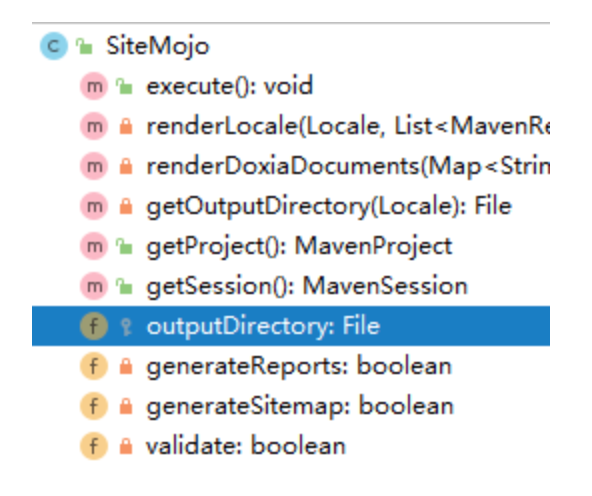 C SiteMojo
m execute(): void
m renderLocale(Locale, List<MavenRe
m renderDoxiaDocuments(Map<Strin
m getOutputDirectory(Locale): File
m getProject(): MavenProject
m getSession(): MavenSession
f outputDirectory: File
f generateReports: boolean
f generateSitemap: boolean
f validate: boolean